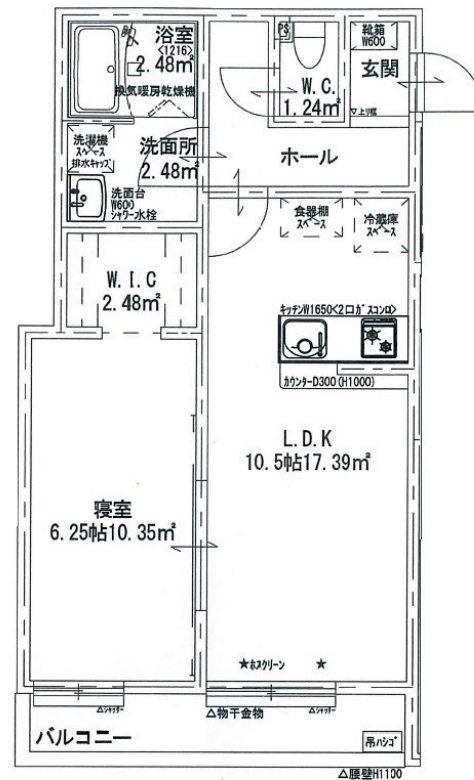 浴室
<1216>
2.48㎡
換気暖房乾燥機
PS
W.C.
1.24㎡
靴箱
W600
玄関
▽上り框
洗濯機
スペース
排水キャップ
洗面所
2.48㎡
洗面台
W600
シャワー水栓
ホール
食器棚
スペース
冷蔵庫
スペース
W.I.C
2.48㎡
キッチンW1650<2口ガスコンロ>
カウンターD300(H1000)
L.D.K
10.5帖17.39㎡
寝室
6.25帖10.35㎡
★ホスクリーン ★
△シャッター
△物干金物
△シャッター
バルコニー
吊ハシゴ
△腰壁H1100